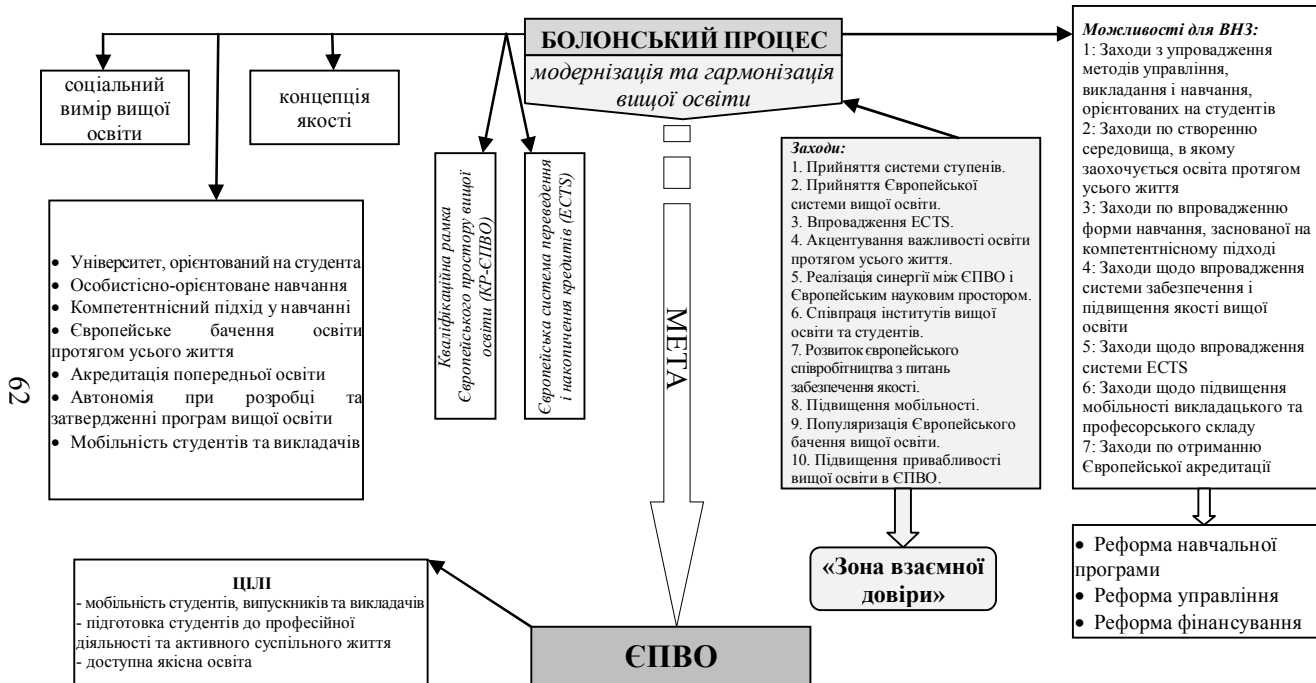 БОЛОНСЬКИЙ ПРОЦЕС
модернізація та гармонізація
вищої освіти
соціальний
вимір вищої
освіти
концепція
якості
• Університет, орієнтований на студента
• Особистісно-орієнтоване навчання
• Компетентнісний підхід у навчанні
• Європейське бачення освіти
протягом усього життя
• Акредитація попередньої освіти
• Автономія при розробці та
затвердженні програм вищої освіти
• Мобільність студентів та викладачів
Кваліфікаційна рамка
Європейського простору вищої
освіти (КР-ЄПВО)
Європейська система переведення
і накопичення кредитів (ECTS)
МЕТА
Заходи:
1. Прийняття системи ступенів.
2. Прийняття Європейської
системи вищої освіти.
3. Впровадження ECTS.
4. Акцентування важливості освіти
протягом усього життя.
5. Реалізація синергії між ЄПВО і
Європейським науковим простором.
6. Співпраця інститутів вищої
освіти та студентів.
7. Розвиток європейського
співробітництва з питань
забезпечення якості.
8. Підвищення мобільності.
9. Популяризація Європейського
бачення вищої освіти.
10. Підвищення привабливості
вищої освіти в ЄПВО.
«Зона взаємної
довіри»
Можливості для ВНЗ:
1: Заходи з упровадження
методів управління,
викладання і навчання,
орієнтованих на студентів
2: Заходи по створенню
середовища, в якому
заохочується освіта протягом
усього життя
3: Заходи по впровадженню
форми навчання, заснованої на
компетентнісному підході
4: Заходи щодо впровадження
системи забезпечення і
підвищення якості вищої
освіти
5: Заходи щодо впровадження
системи ECTS
6: Заходи щодо підвищення
мобільності викладацького та
професорського складу
7: Заходи по отриманню
Європейської акредитації
• Реформа навчальної
програми
• Реформа управління
• Реформа фінансування
ЦІЛІ
- мобільність студентів, випускників та викладачів
- підготовка студентів до професійної
діяльності та активного суспільного життя
- доступна якісна освіта
ЄПВО
62